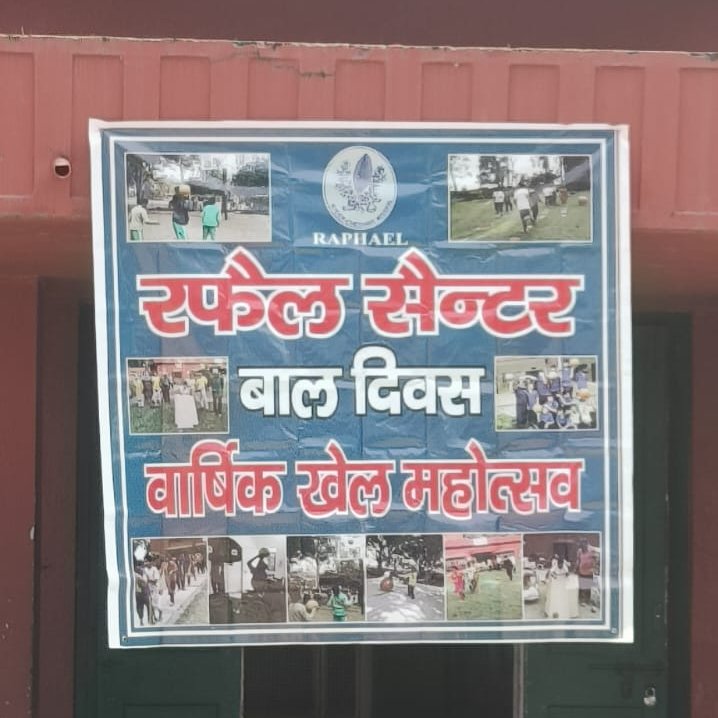 RAPHAEL
रफैल सैन्टर
बाल दिवस
वार्षिक खेल महोत्सव